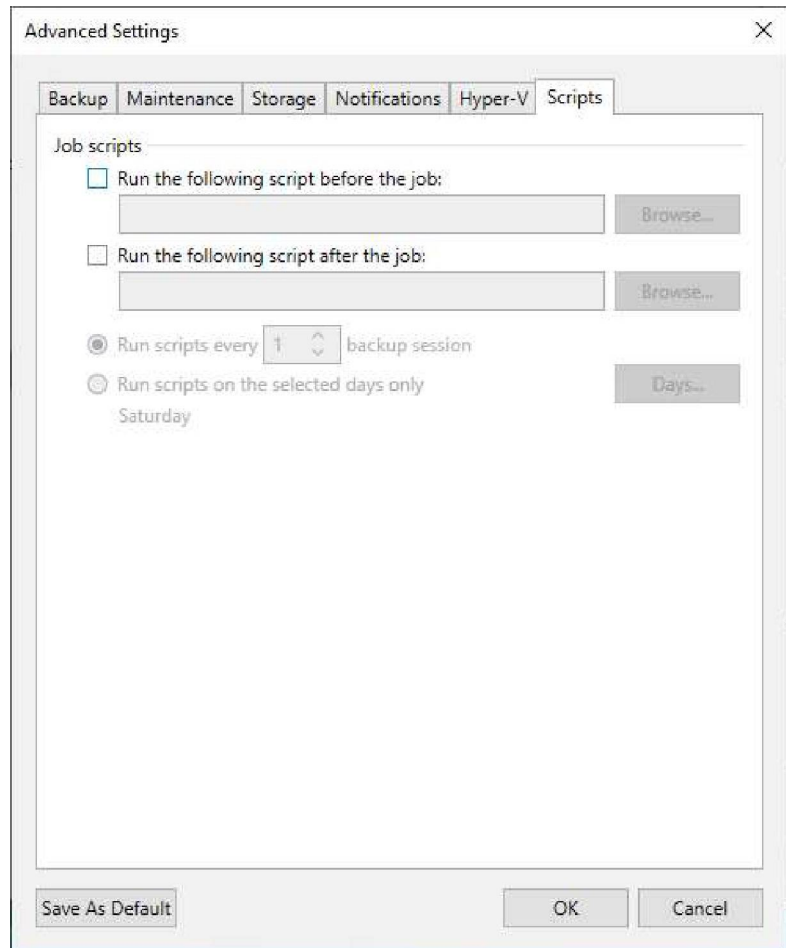 Advanced Settings
Backup Maintenance Storage Notifications Hyper-V Scripts
Job scripts
Run the following script before the job:
Browse...
Run the following script after the job:
Browse...
Run scripts every 1 backup session
Run scripts on the selected days only Days...
Saturday
Save As Default OK Cancel